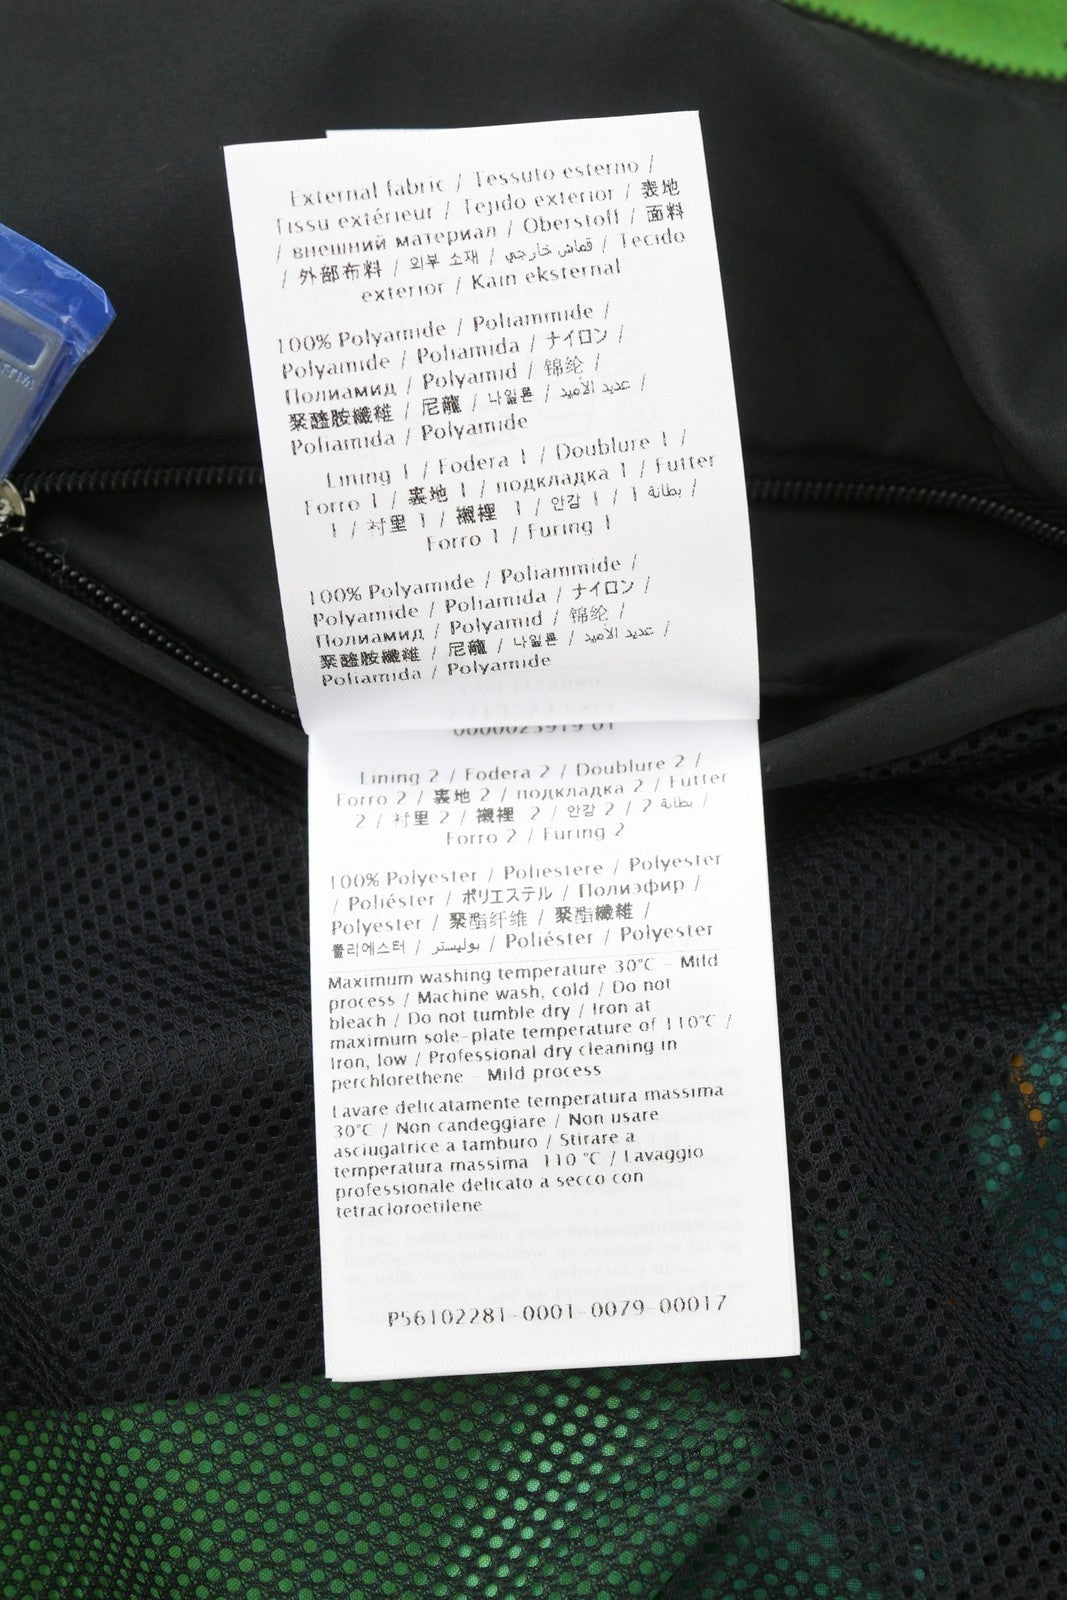 External fabric / Tessuto esterno /
Tissu extérieur / Tejido exterior / 表地
/ внешний материал / Oberstoff / 面料
/ 外部布料 / 외부 소재 / قماش خارجي / Tecido
exterior / Kain eksternal
100% Polyamide / Poliammide /
Polyamide / Poliamida / ナイロン /
Полиамид / Polyamid / 锦纶 /
聚醯胺纖維 / 尼龍 / 나일론 / عديد الأميد /
Poliamida / Polyamide
Lining 1 / Fodera 1 / Doublure 1 /
Forro 1 / 裏地 1 / подкладка 1 / Futter
1 / 衬里 1 / 襯裡 1 / 안감 1 / بطانة 1 /
Forro 1 / Furing 1
100% Polyamide / Poliammide /
Polyamide / Poliamida / ナイロン /
Полиамид / Polyamid / 锦纶 /
聚醯胺纖維 / 尼龍 / 나일론 / عديد الأميد /
Poliamida / Polyamide
0000023919 01
Lining 2 / Fodera 2 / Doublure 2 /
Forro 2 / 裏地 2 / подкладка 2 / Futter
2 / 衬里 2 / 襯裡 2 / 안감 2 / بطانة 2 /
Forro 2 / Furing 2
100% Polyester / Poliestere / Polyester
/ Poliéster / ポリエステル / Полиэфир /
Polyester / 聚酯纤维 / 聚酯纖維 /
폴리에스터 / بوليستر / Poliéster / Polyester
Maximum washing temperature 30°C - Mild
process / Machine wash, cold / Do not
bleach / Do not tumble dry / Iron at
maximum sole-plate temperature of 110°C /
Iron, low / Professional dry cleaning in
perchlorethene - Mild process
Lavare delicatamente temperatura massima
30°C / Non candeggiare / Non usare
asciugatrice a tamburo / Stirare a
temperatura massima 110 °C / Lavaggio
professionale delicato a secco con
tetracloroetilene
P56102281-0001-0079-00017